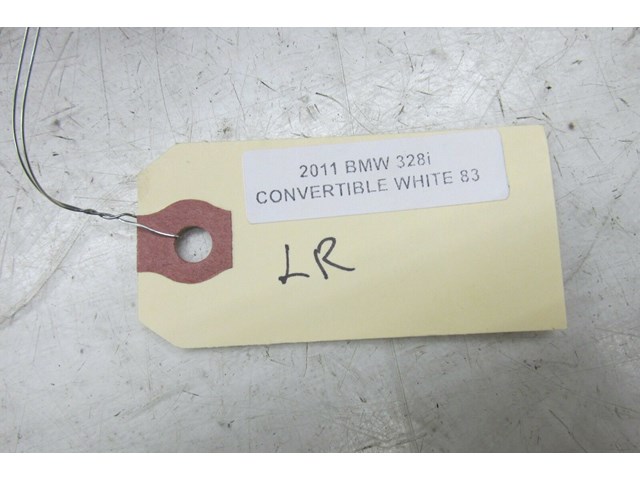 2011 BMW 328i
CONVERTIBLE WHITE 83
LR